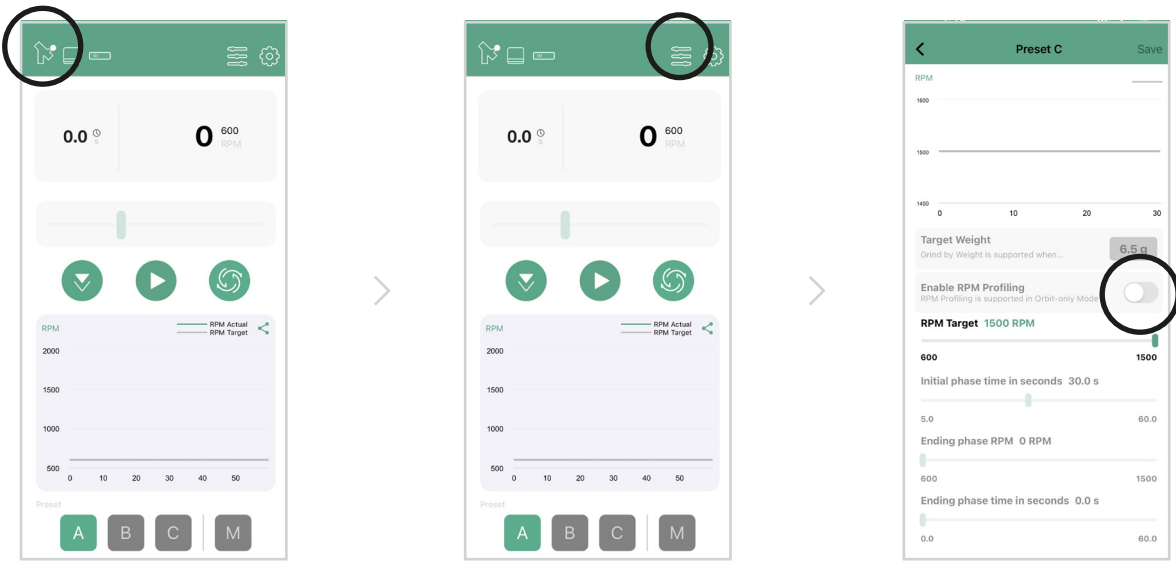 0.0 s
0 600 RPM
RPM
RPM Actual
RPM Target
2000
1500
1000
500
0 10 20 30 40 50
Preset
A B C M
0.0 s
0 600 RPM
RPM
RPM Actual
RPM Target
2000
1500
1000
500
0 10 20 30 40 50
Preset
A B C M
Preset C Save
RPM
1600
1500
1400
0 10 20 30
Target Weight
Grind by Weight is supported when...
6.5 g
Enable RPM Profiling
RPM Profiling is supported in Orbit-only Mode
RPM Target 1500 RPM
600 1500
Initial phase time in seconds 30.0 s
5.0 60.0
Ending phase RPM 0 RPM
600 1500
Ending phase time in seconds 0.0 s
0.0 60.0